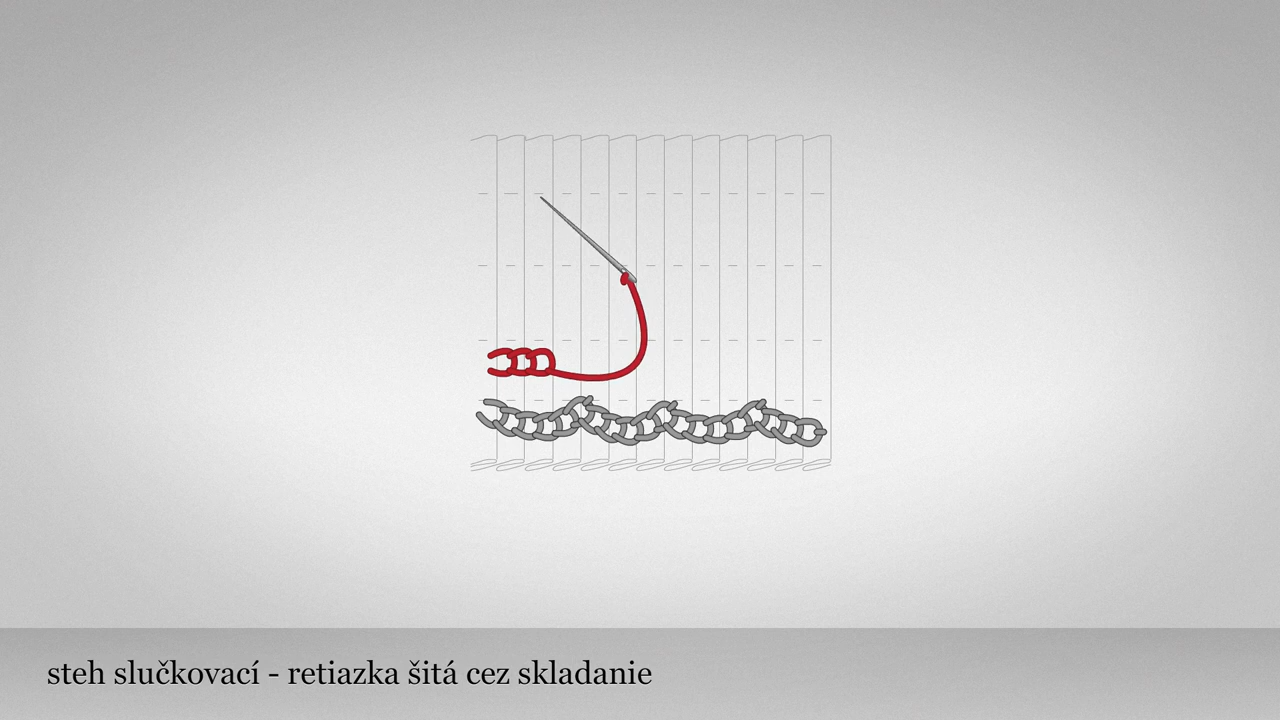 steh slučkovací - retiazka šitá cez skladanie